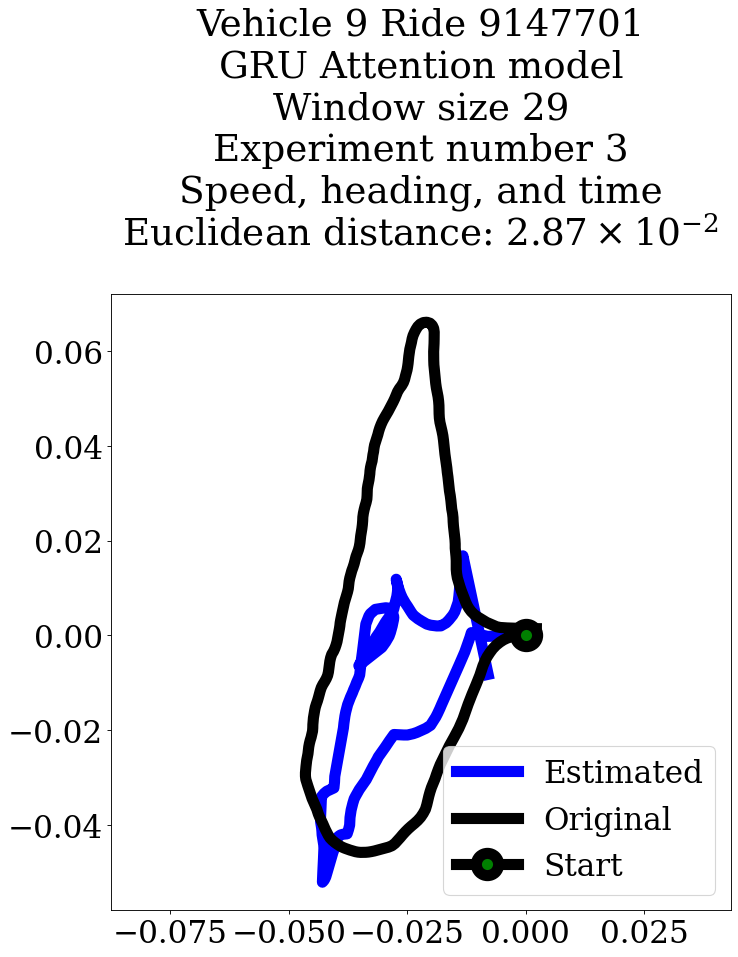 Vehicle 9 Ride 9147701
GRU Attention model
Window size 29
Experiment number 3
Speed, heading, and time
Euclidean distance: 2.87 × 10⁻²
0.06
0.04
0.02
0.00
−0.02
−0.04
Estimated
Original
Start
−0.075 −0.050 −0.025 0.000 0.025